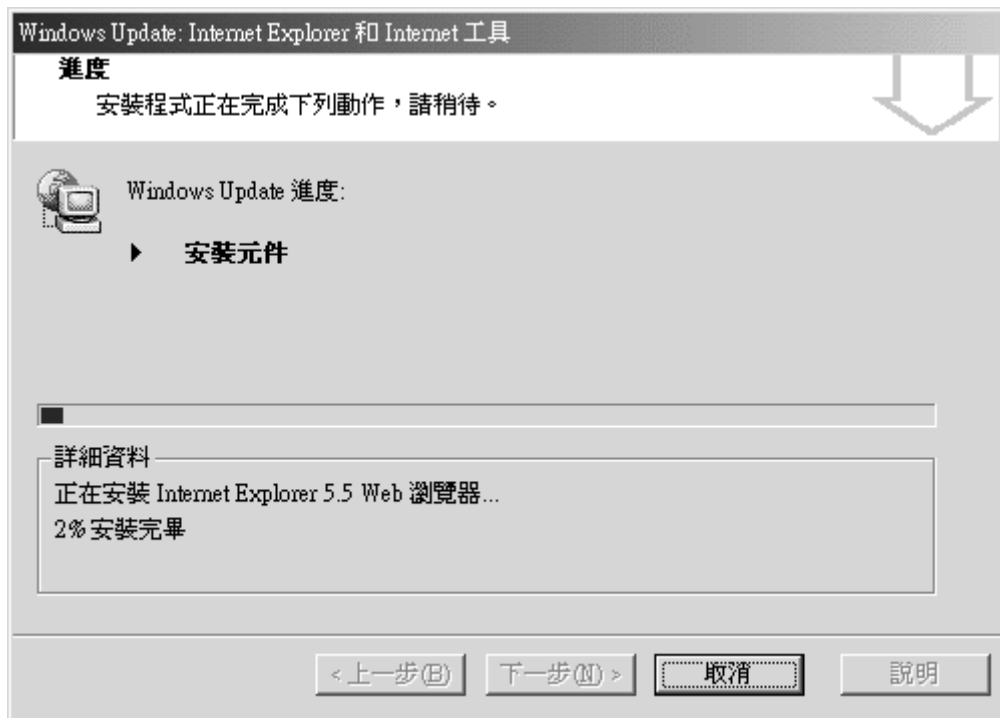 Windows Update: Internet Explorer 和 Internet 工具
進度
安裝程式正在完成下列動作，請稍待。
Windows Update 進度:
安裝元件
詳細資料
正在安裝 Internet Explorer 5.5 Web 瀏覽器...
2% 安裝完畢
< 上一步(B)
下一步(N) >
取消
說明